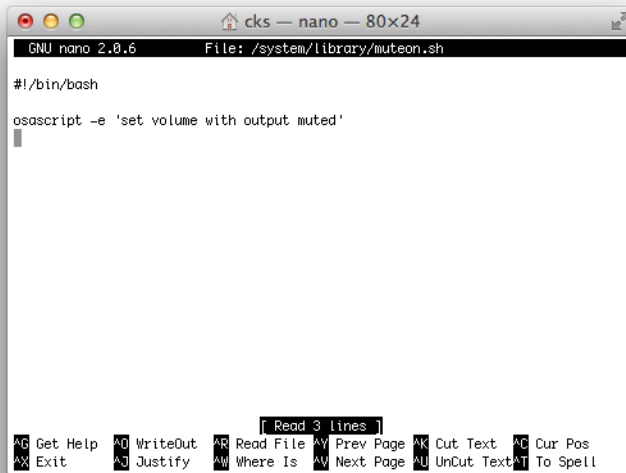 cks — nano — 80×24
GNU nano 2.0.6 File: /system/library/muteon.sh
#!/bin/bash
osascript -e 'set volume with output muted'
[ Read 3 lines ]
^G Get Help ^O WriteOut ^R Read File ^Y Prev Page ^K Cut Text ^C Cur Pos
^X Exit ^J Justify ^W Where Is ^V Next Page ^U UnCut Text ^T To Spell